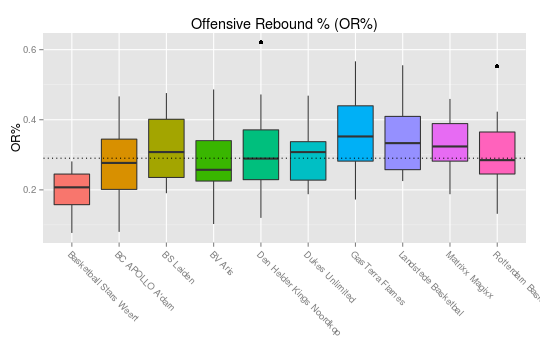 Offensive Rebound % (OR%)
OR%
0.6
0.4
0.2
Basketball Stars Weert
BC APOLLO A'dam
BS Leiden
BV Aris
Den Helder Kings Noordkop
Dukes Unlimited
GasTerra Flames
Landstede Basketbal
Matrixx Magixx
Rotterdam Bas